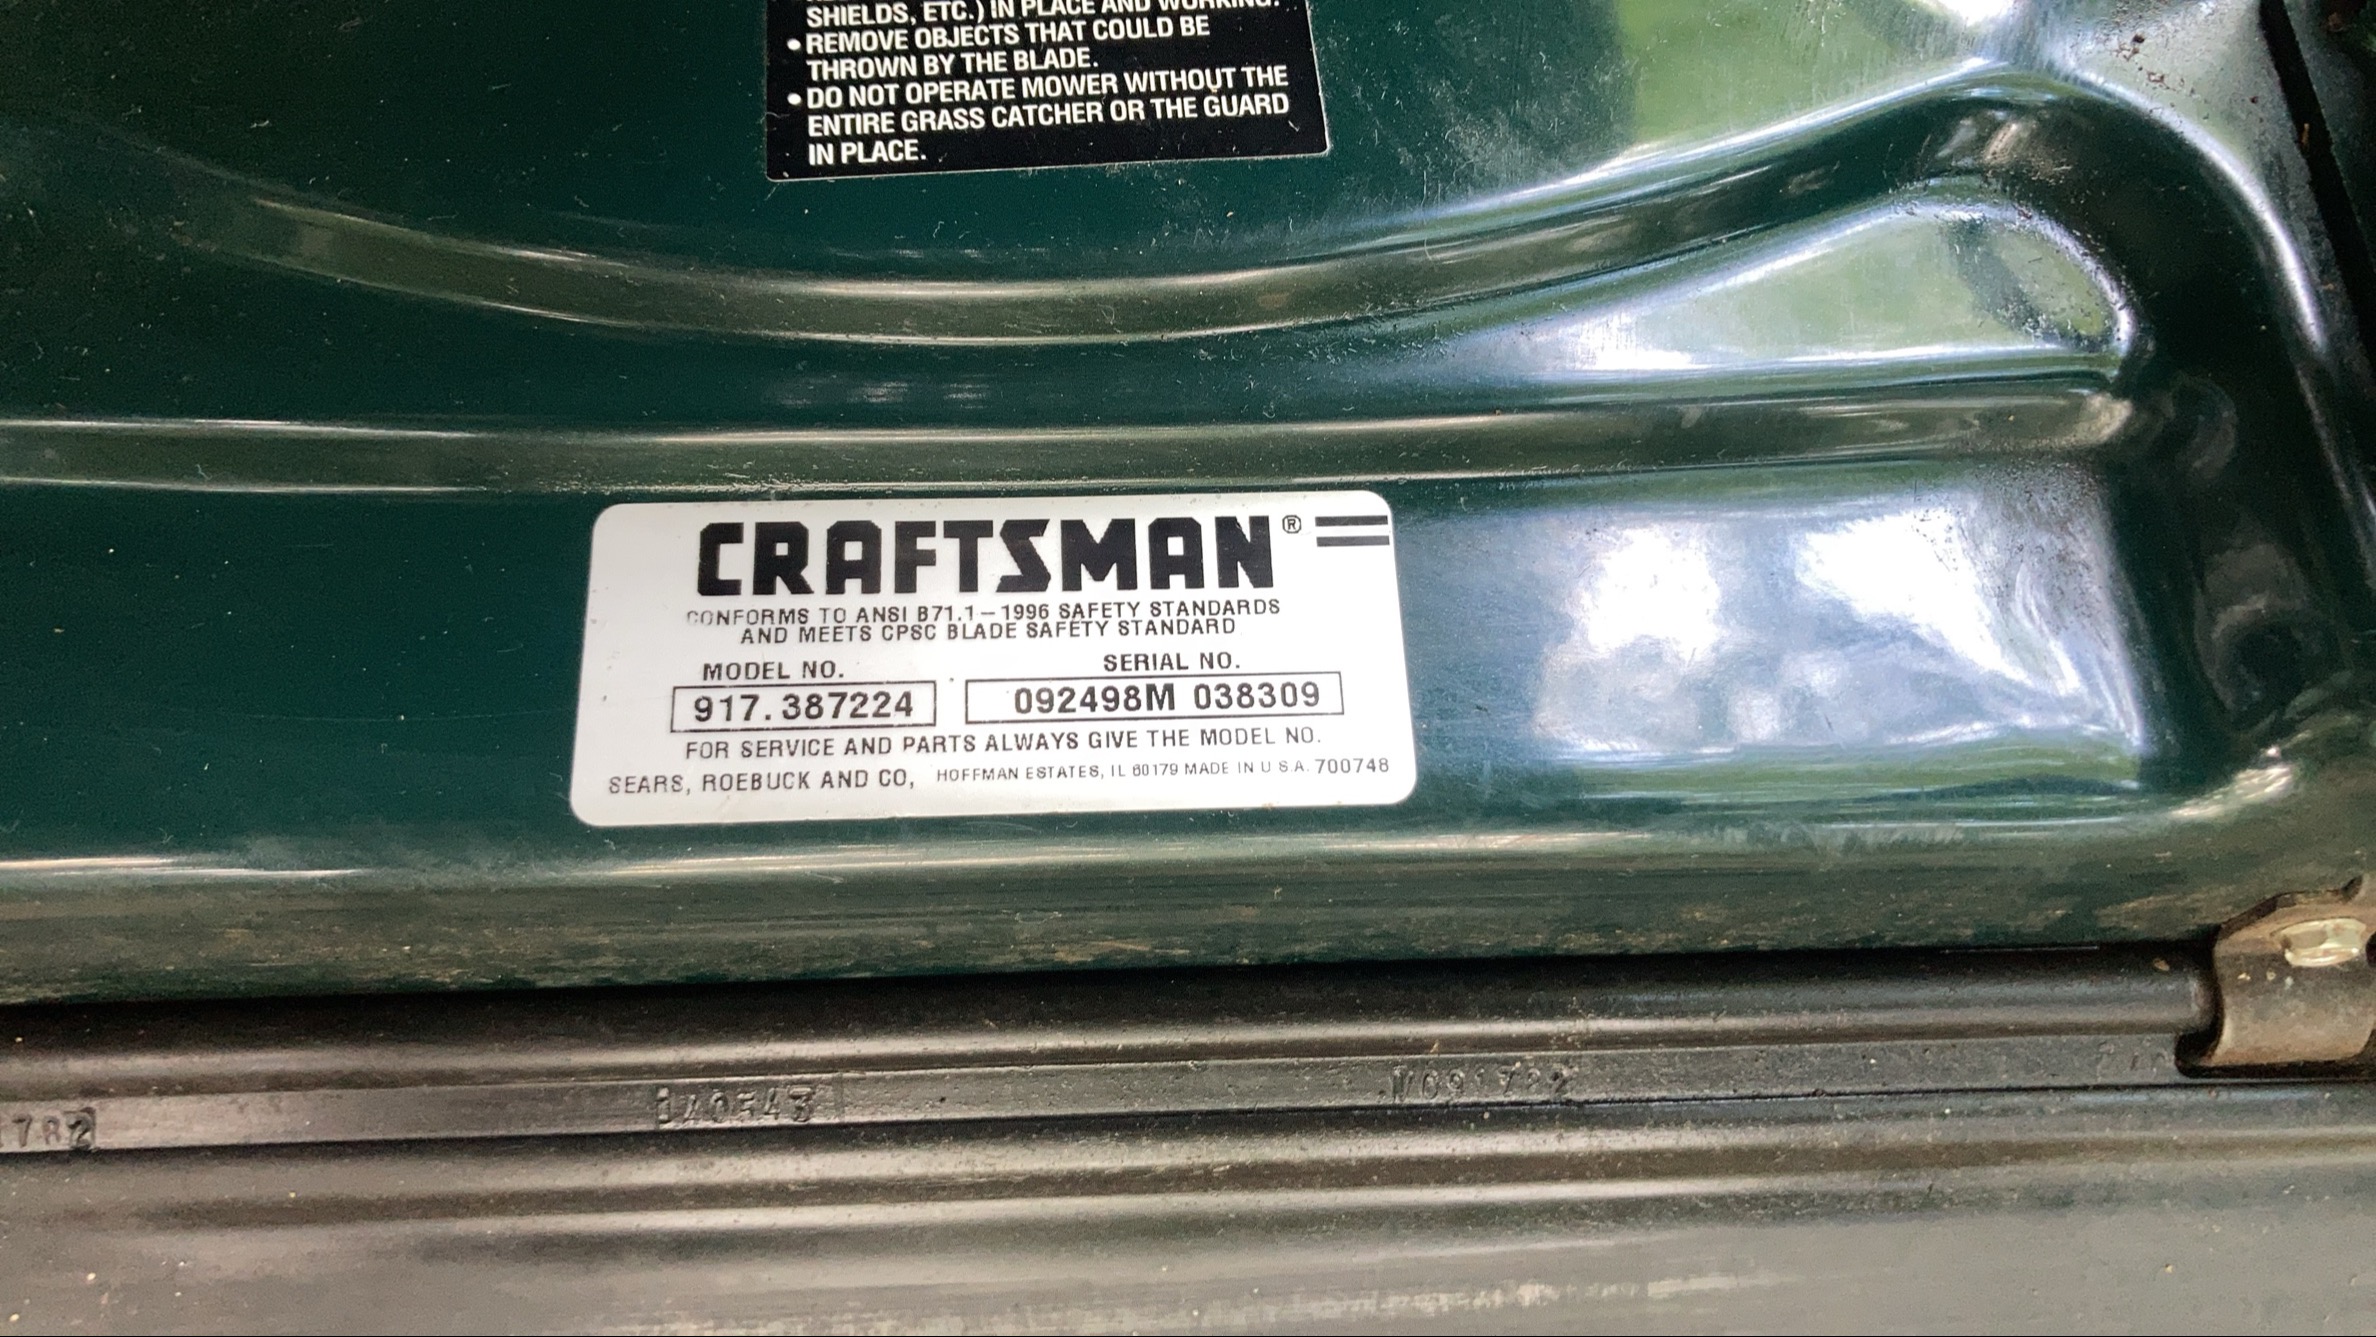 SHIELDS, ETC.) IN PLACE AND WORKING.
• REMOVE OBJECTS THAT COULD BE
THROWN BY THE BLADE.
• DO NOT OPERATE MOWER WITHOUT THE
ENTIRE GRASS CATCHER OR THE GUARD
IN PLACE.
CRAFTSMAN®
CONFORMS TO ANSI B71.1–1996 SAFETY STANDARDS
AND MEETS CPSC BLADE SAFETY STANDARD
MODEL NO. SERIAL NO.
917.387224 092498M 038309
FOR SERVICE AND PARTS ALWAYS GIVE THE MODEL NO.
SEARS, ROEBUCK AND CO, HOFFMAN ESTATES, IL 60179 MADE IN U S.A. 700748